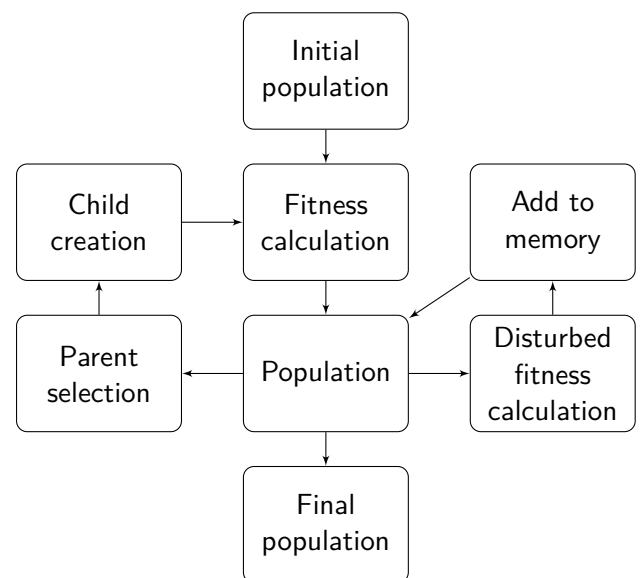 Initial
population
Child
creation
Fitness
calculation
Add to
memory
Parent
selection
Population
Disturbed
fitness
calculation
Final
population